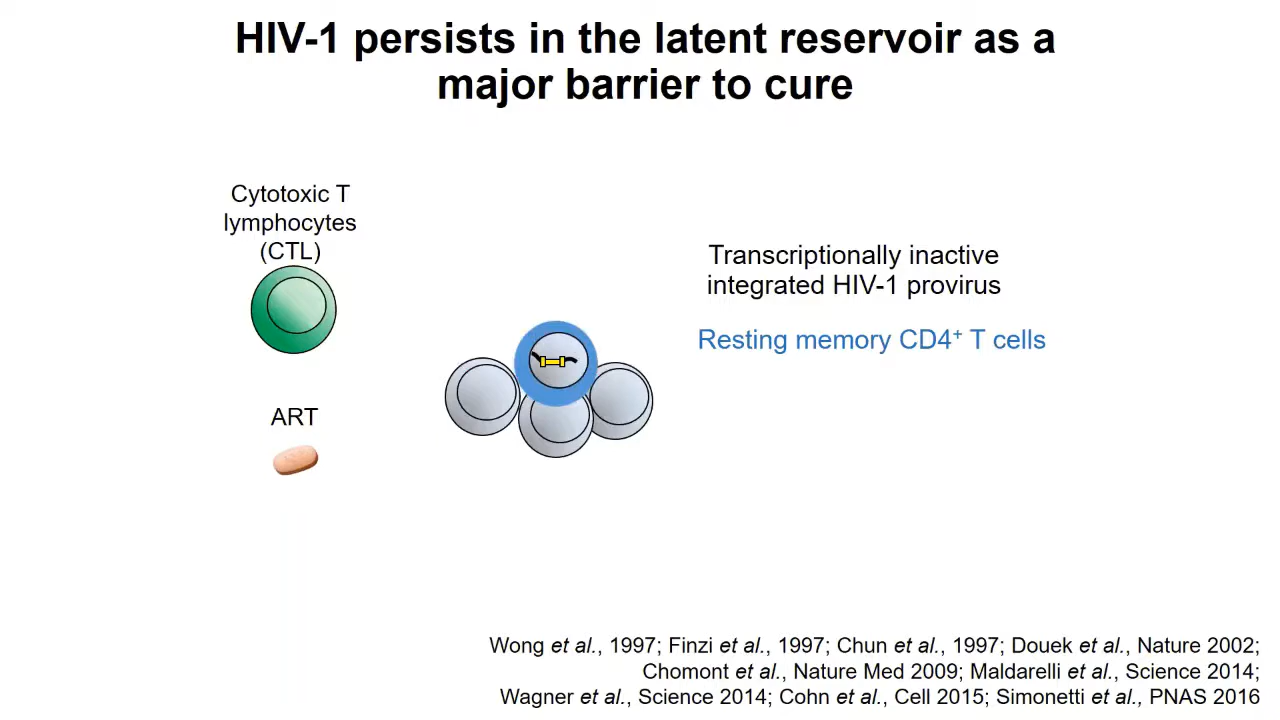 HIV-1 persists in the latent reservoir as a
major barrier to cure
Cytotoxic T
lymphocytes
(CTL)
Transcriptionally inactive
integrated HIV-1 provirus
Resting memory CD4⁺ T cells
ART
Wong et al., 1997; Finzi et al., 1997; Chun et al., 1997; Douek et al., Nature 2002;
Chomont et al., Nature Med 2009; Maldarelli et al., Science 2014;
Wagner et al., Science 2014; Cohn et al., Cell 2015; Simonetti et al., PNAS 2016